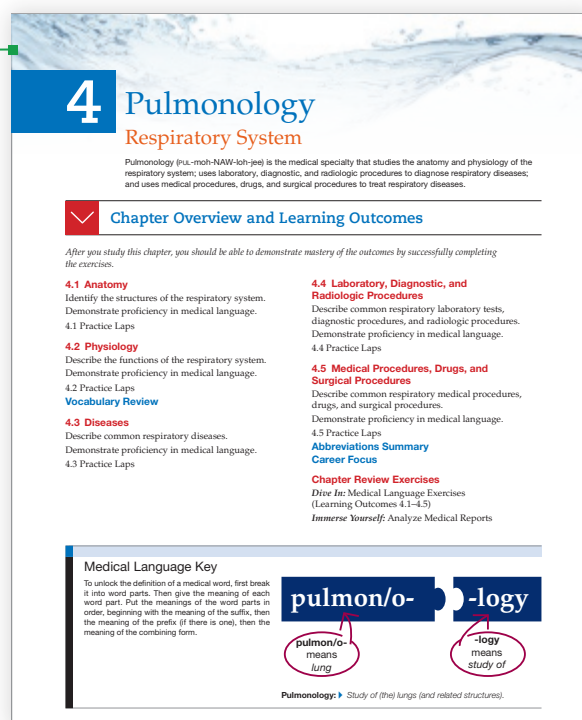 4
Pulmonology
Respiratory System
Pulmonology (PUL-moh-NAW-loh-jee) is the medical specialty that studies the anatomy and physiology of the
respiratory system; uses laboratory, diagnostic, and radiologic procedures to diagnose respiratory diseases;
and uses medical procedures, drugs, and surgical procedures to treat respiratory diseases.
Chapter Overview and Learning Outcomes
After you study this chapter, you should be able to demonstrate mastery of the outcomes by successfully completing
the exercises.
4.1 Anatomy
Identify the structures of the respiratory system.
Demonstrate proficiency in medical language.
4.1 Practice Laps
4.2 Physiology
Describe the functions of the respiratory system.
Demonstrate proficiency in medical language.
4.2 Practice Laps
Vocabulary Review
4.3 Diseases
Describe common respiratory diseases.
Demonstrate proficiency in medical language.
4.3 Practice Laps
4.4 Laboratory, Diagnostic, and
Radiologic Procedures
Describe common respiratory laboratory tests,
diagnostic procedures, and radiologic procedures.
Demonstrate proficiency in medical language.
4.4 Practice Laps
4.5 Medical Procedures, Drugs, and
Surgical Procedures
Describe common respiratory medical procedures,
drugs, and surgical procedures.
Demonstrate proficiency in medical language.
4.5 Practice Laps
Abbreviations Summary
Career Focus
Chapter Review Exercises
Dive In: Medical Language Exercises
(Learning Outcomes 4.1–4.5)
Immerse Yourself: Analyze Medical Reports
Medical Language Key
To unlock the definition of a medical word, first break
it into word parts. Then give the meaning of each
word part. Put the meanings of the word parts in
order, beginning with the meaning of the suffix, then
the meaning of the prefix (if there is one), then the
meaning of the combining form.
pulmon/o-
-logy
pulmon/o-
means
lung
-logy
means
study of
Pulmonology: Study of (the) lungs (and related structures).